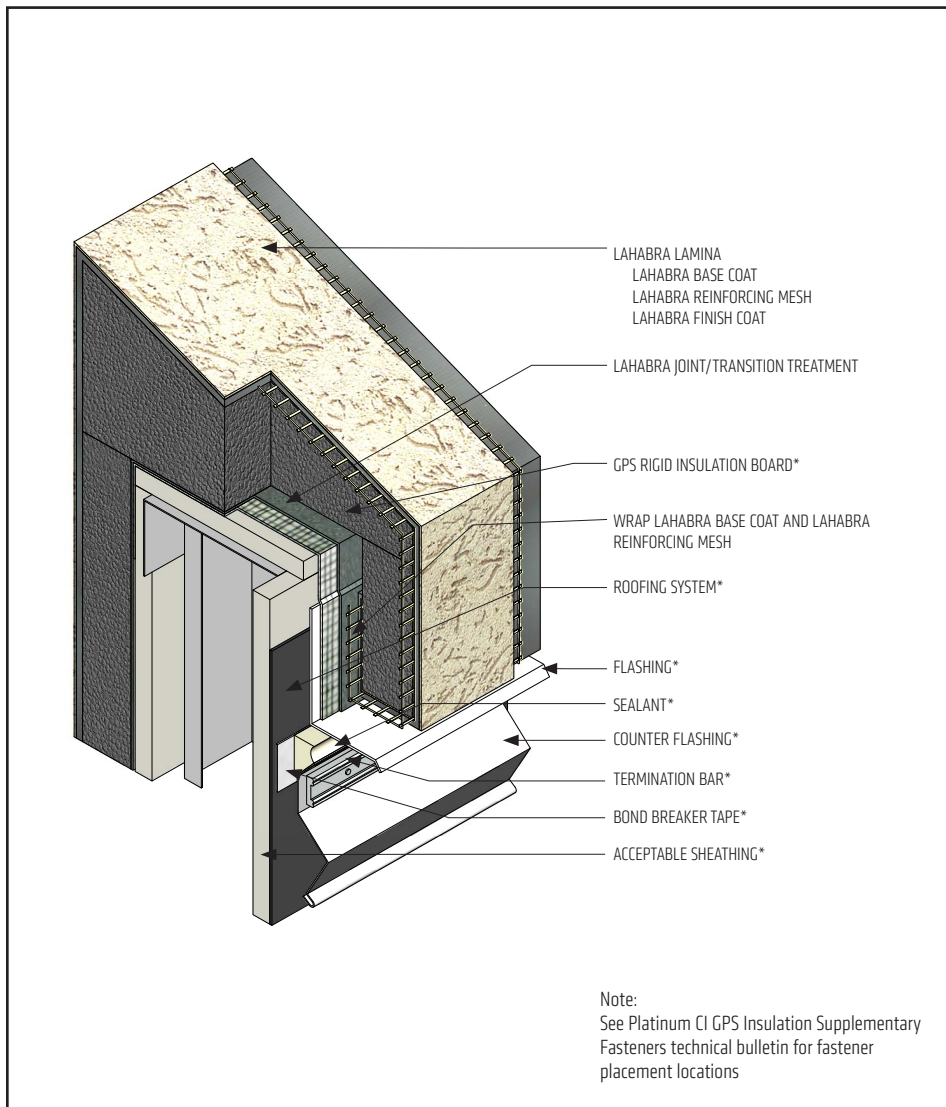 LAHABRA LAMINA
LAHABRA BASE COAT
LAHABRA REINFORCING MESH
LAHABRA FINISH COAT
LAHABRA JOINT/TRANSITION TREATMENT
GPS RIGID INSULATION BOARD*
WRAP LAHABRA BASE COAT AND LAHABRA
REINFORCING MESH
ROOFING SYSTEM*
FLASHING*
SEALANT*
COUNTER FLASHING*
TERMINATION BAR*
BOND BREAKER TAPE*
ACCEPTABLE SHEATHING*
Note:
See Platinum CI GPS Insulation Supplementary
Fasteners technical bulletin for fastener
placement locations